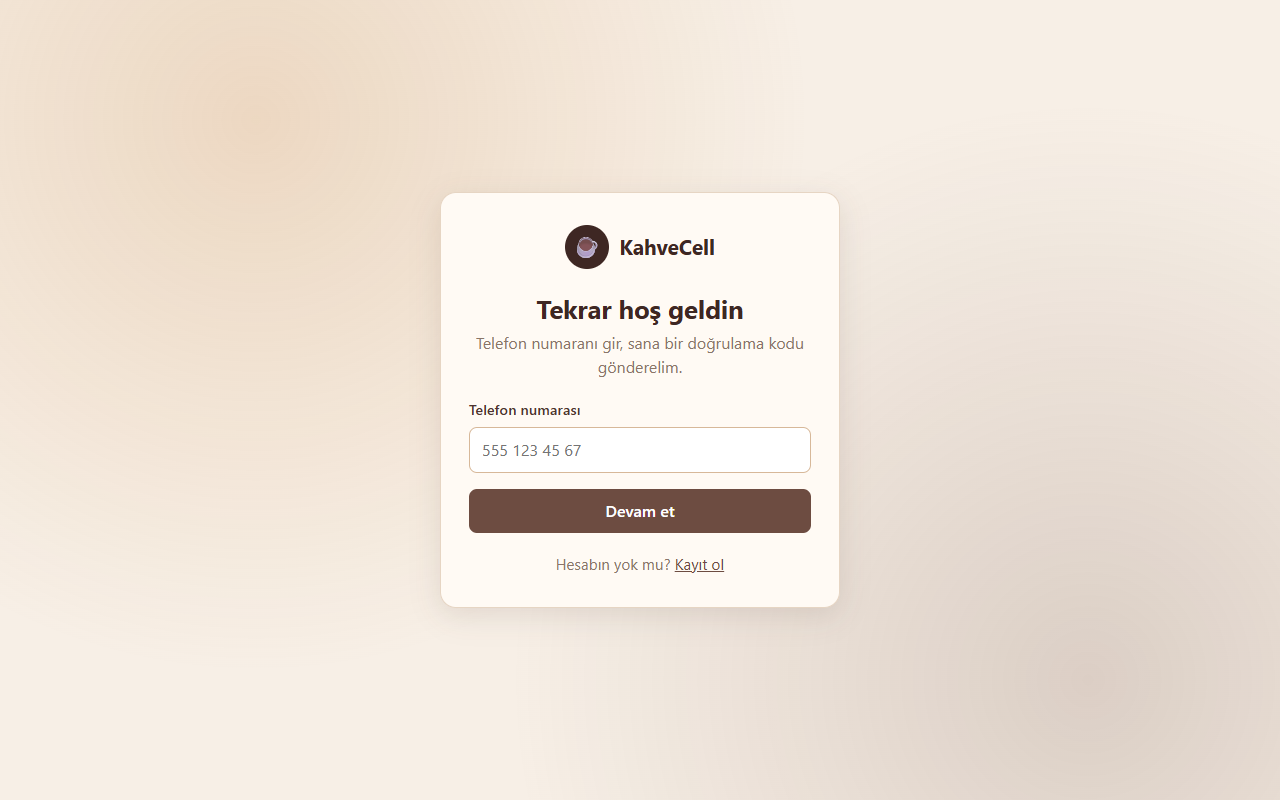 KahveCell
Tekrar hoş geldin
Telefon numaranı gir, sana bir doğrulama kodu
gönderelim.
Telefon numarası
555 123 45 67
Devam et
Hesabın yok mu? Kayıt ol